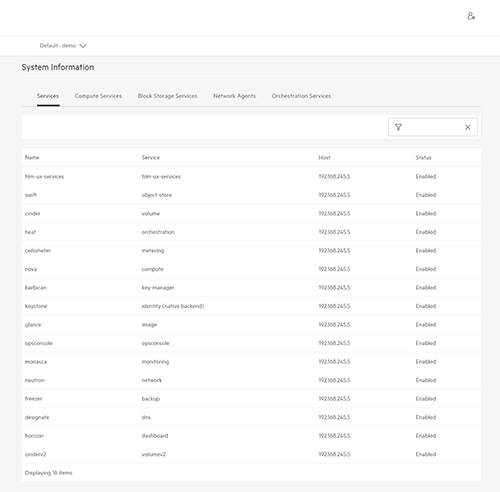 Default - demo
System Information
Services Compute Services Block Storage Services Network Agents Orchestration Services
Name Service Host Status
hlm-ux-services hlm-ux-services 192.168.245.5 Enabled
swift object-store 192.168.245.5 Enabled
cinder volume 192.168.245.5 Enabled
heat orchestration 192.168.245.5 Enabled
ceilometer metering 192.168.245.5 Enabled
nova compute 192.168.245.5 Enabled
barbican key-manager 192.168.245.5 Enabled
keystone identity (native backend) 192.168.245.5 Enabled
glance image 192.168.245.5 Enabled
opsconsole opsconsole 192.168.245.5 Enabled
monasca monitoring 192.168.245.5 Enabled
neutron network 192.168.245.5 Enabled
freezer backup 192.168.245.5 Enabled
designate dns 192.168.245.5 Enabled
horizon dashboard 192.168.245.5 Enabled
cinderv2 volumev2 192.168.245.5 Enabled
Displaying 16 items